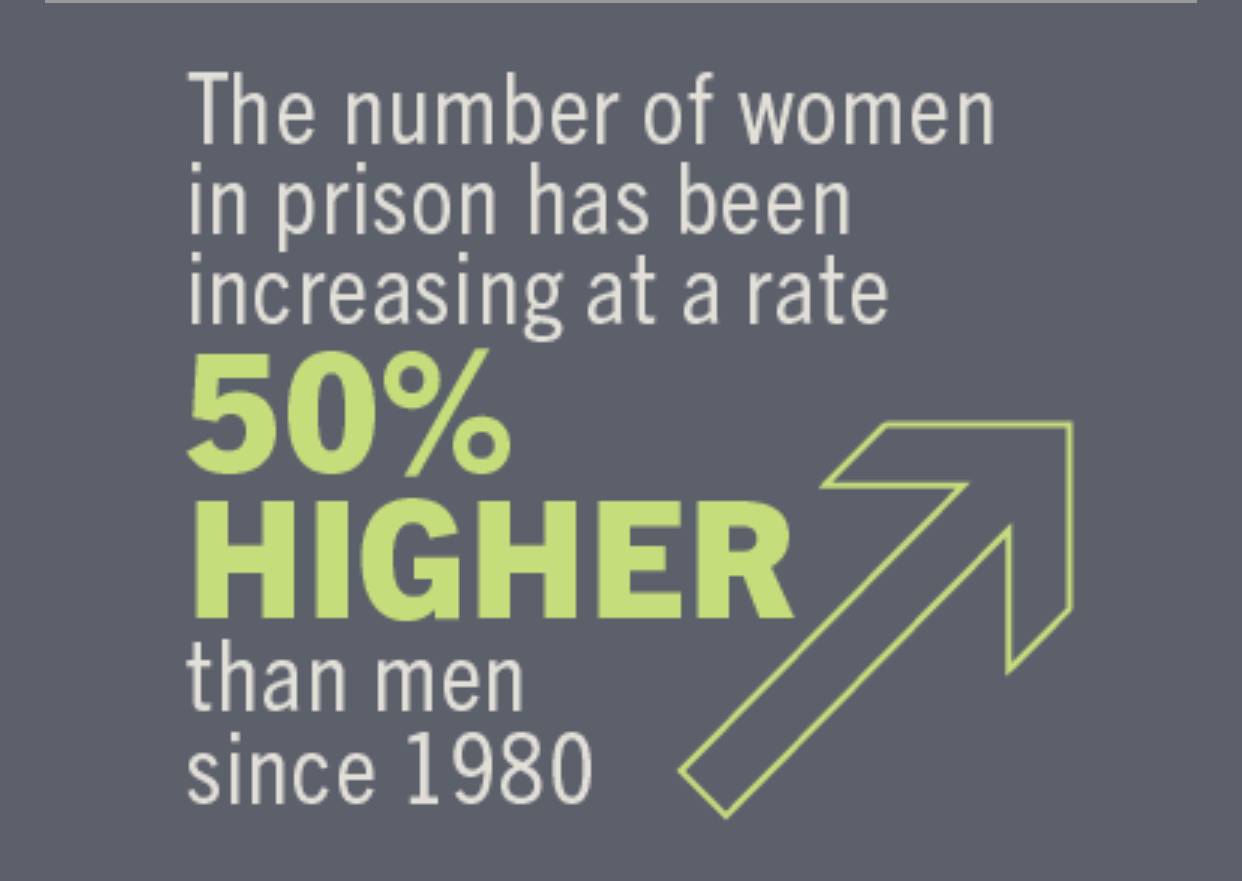 The number of women
in prison has been
increasing at a rate
50%
HIGHER
than men
since 1980